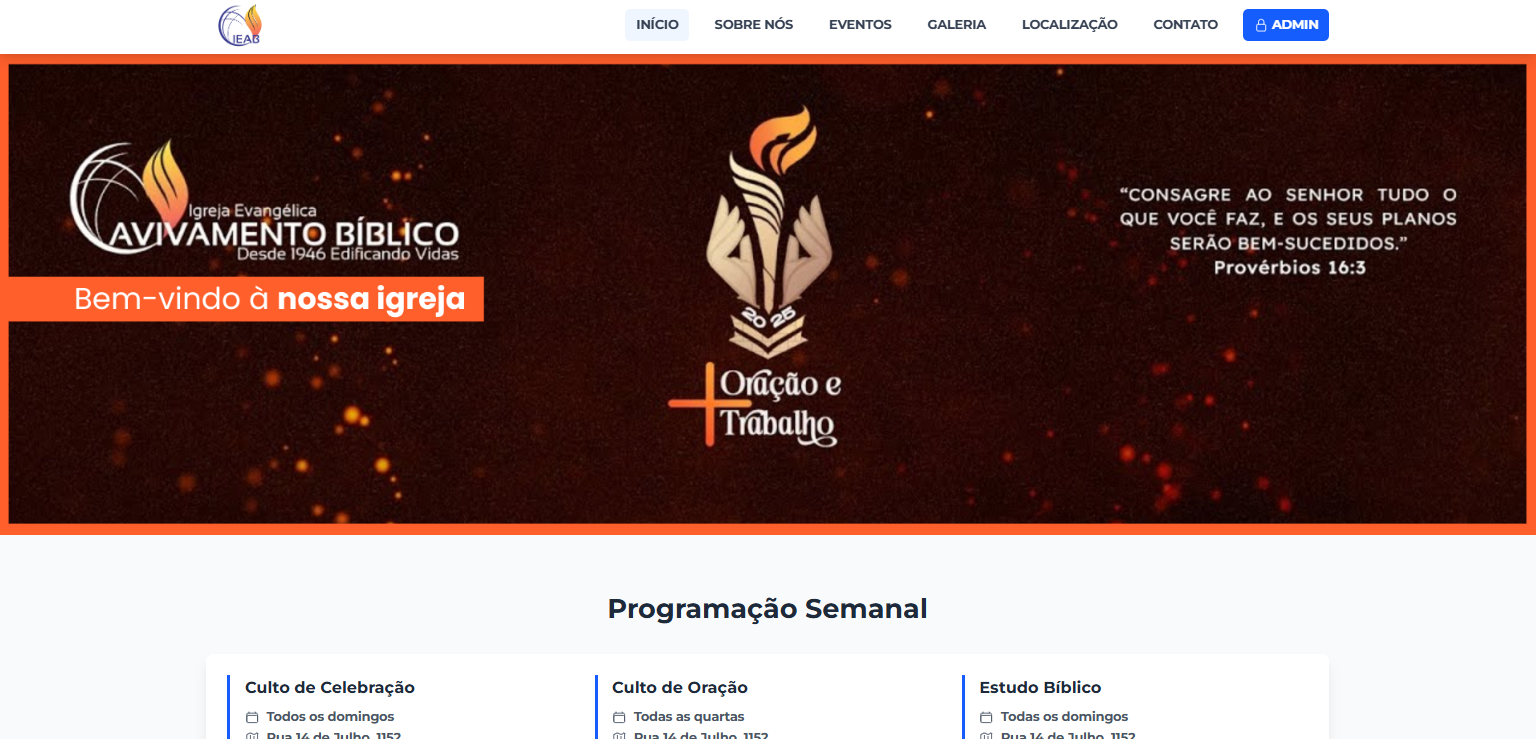 IEAB
INÍCIO
SOBRE NÓS
EVENTOS
GALERIA
LOCALIZAÇÃO
CONTATO
ADMIN
Igreja Evangélica
AVIVAMENTO BÍBLICO
Desde 1946 Edificando Vidas
Bem-vindo à nossa igreja
2025
Oração e
Trabalho
“CONSAGRE AO SENHOR TUDO O
QUE VOCÊ FAZ, E OS SEUS PLANOS
SERÃO BEM-SUCEDIDOS.”
Provérbios 16:3
Programação Semanal
Culto de Celebração
Todos os domingos
Rua 14 de Julho, 1152
Culto de Oração
Todas as quartas
Rua 14 de Julho, 1152
Estudo Bíblico
Todas os domingos
Rua 14 de Julho, 1152